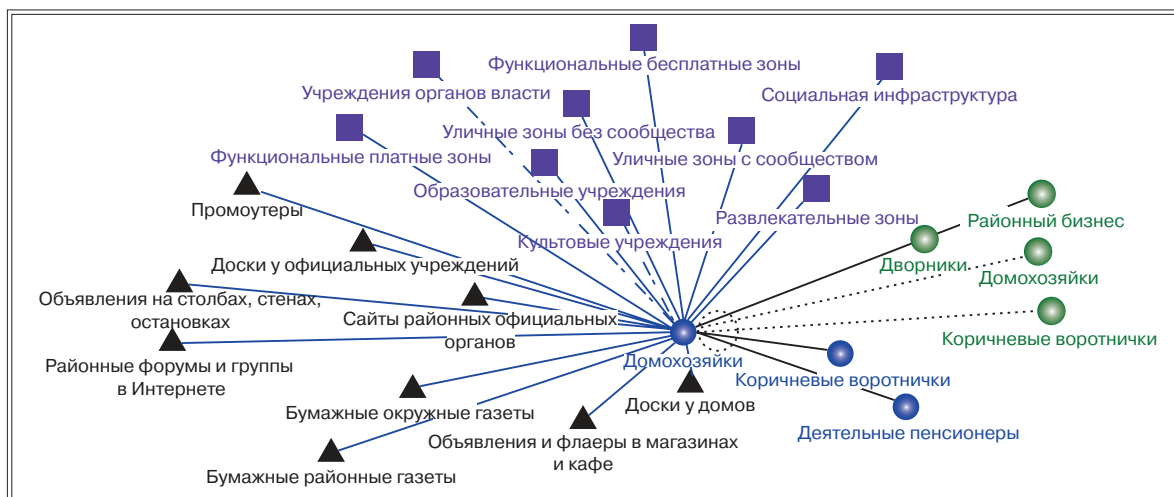 Функциональные бесплатные зоны
Учреждения органов власти
Социальная инфраструктура
Уличные зоны без сообщества
Функциональные платные зоны
Уличные зоны с сообществом
Образовательные учреждения
Промоутеры
Развлекательные зоны
Районный бизнес
Культовые учреждения
Доски у официальных учреждений
Дворники
Домохозяйки
Объявления на столбах, стенах,
остановках
Сайты районных официальных
органов
Районные форумы и группы
в Интернете
Домохозяйки
Коричневые воротнички
Коричневые воротнички
Бумажные окружные газеты
Доски у домов
Деятельные пенсионеры
Объявления и флаеры в магазинах
и кафе
Бумажные районные газеты